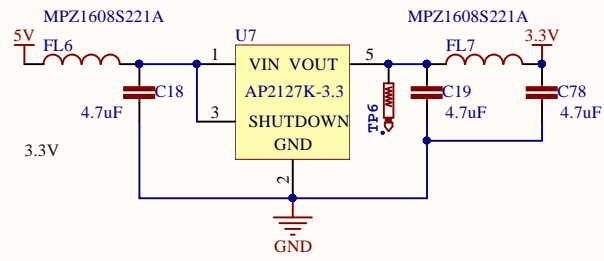 MPZ1608S221A
MPZ1608S221A
5V
FL6
U7
FL7
3.3V
1
VIN VOUT
5
C18
AP2127K-3.3
C19
C78
4.7uF
3
SHUTDOWN
TP6
4.7uF
4.7uF
GND
3.3V
2
GND